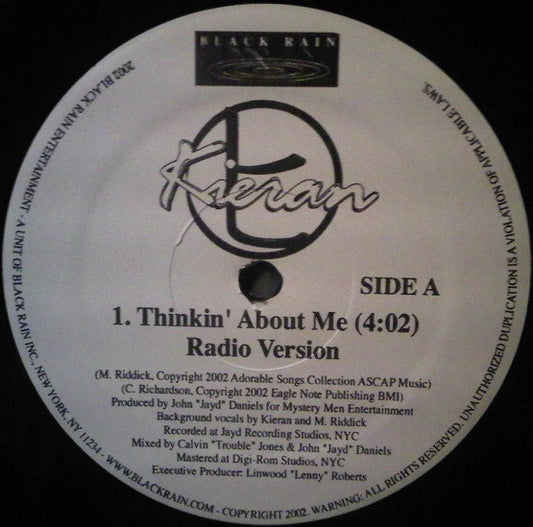 BLACK RAIN
Kieran
SIDE A
1. Thinkin' About Me (4:02)
Radio Version
(M. Riddick, Copyright 2002 Adorable Songs Collection ASCAP Music)
(C. Richardson, Copyright 2002 Eagle Note Publishing BMI)
Produced by John "Jayd" Daniels for Mystery Men Entertainment
Background vocals by Kieran and M. Riddick
Recorded at Jayd Recording Studios, NYC
Mixed by Calvin "Trouble" Jones & John "Jayd" Daniels
Mastered at Digi-Rom Studios, NYC
Executive Producer: Linwood "Lenny" Roberts
2002 BLACK RAIN ENTERTAINMENT - A UNIT OF BLACK RAIN INC., NEW YORK, NY 11234 - WWW.BLACKRAIN.COM - COPYRIGHT 2002. WARNING: ALL RIGHTS RESERVED. UNAUTHORIZED DUPLICATION IS A VIOLATION OF APPLICABLE LAWS.